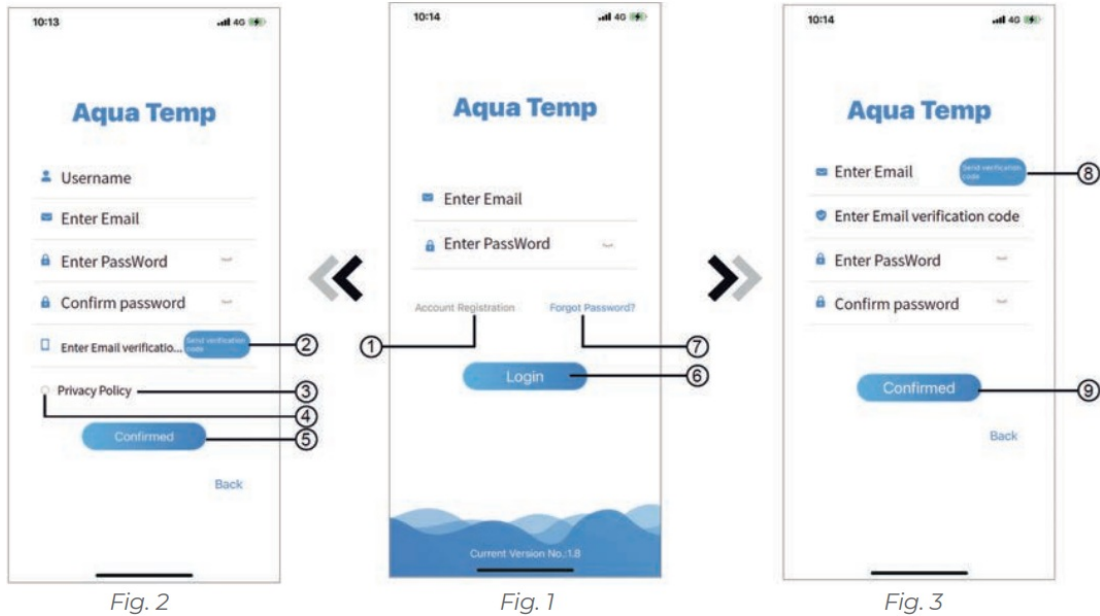 10:13
4G
Aqua Temp
Username
Enter Email
Enter PassWord
Confirm password
Enter Email verificatio...
Send verification
code
②
Privacy Policy
③
④
Confirmed
⑤
Back
Fig. 2
10:14
4G
Aqua Temp
Enter Email
Enter PassWord
Account Registration
Forgot Password?
①
⑦
Login
⑥
Current Version No.:1.8
Fig. 1
10:14
4G
Aqua Temp
Enter Email
Send verification
code
⑧
Enter Email verification code
Enter PassWord
Confirm password
Confirmed
⑨
Back
Fig. 3